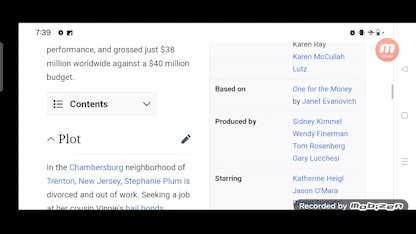 7:39
performance, and grossed just $38
million worldwide against a $40 million
budget.
Contents
Plot
In the Chambersburg neighborhood of
Trenton, New Jersey, Stephanie Plum is
divorced and out of work. Seeking a job
at her cousin Vinnie's bail bonds
Karen Ray
Karen McCullah
Lutz
Based on
One for the Money
by Janet Evanovich
Produced by
Sidney Kimmel
Wendy Finerman
Tom Rosenberg
Gary Lucchesi
Starring
Katherine Heigl
Jason O'Mara
Recorded by Mobizen